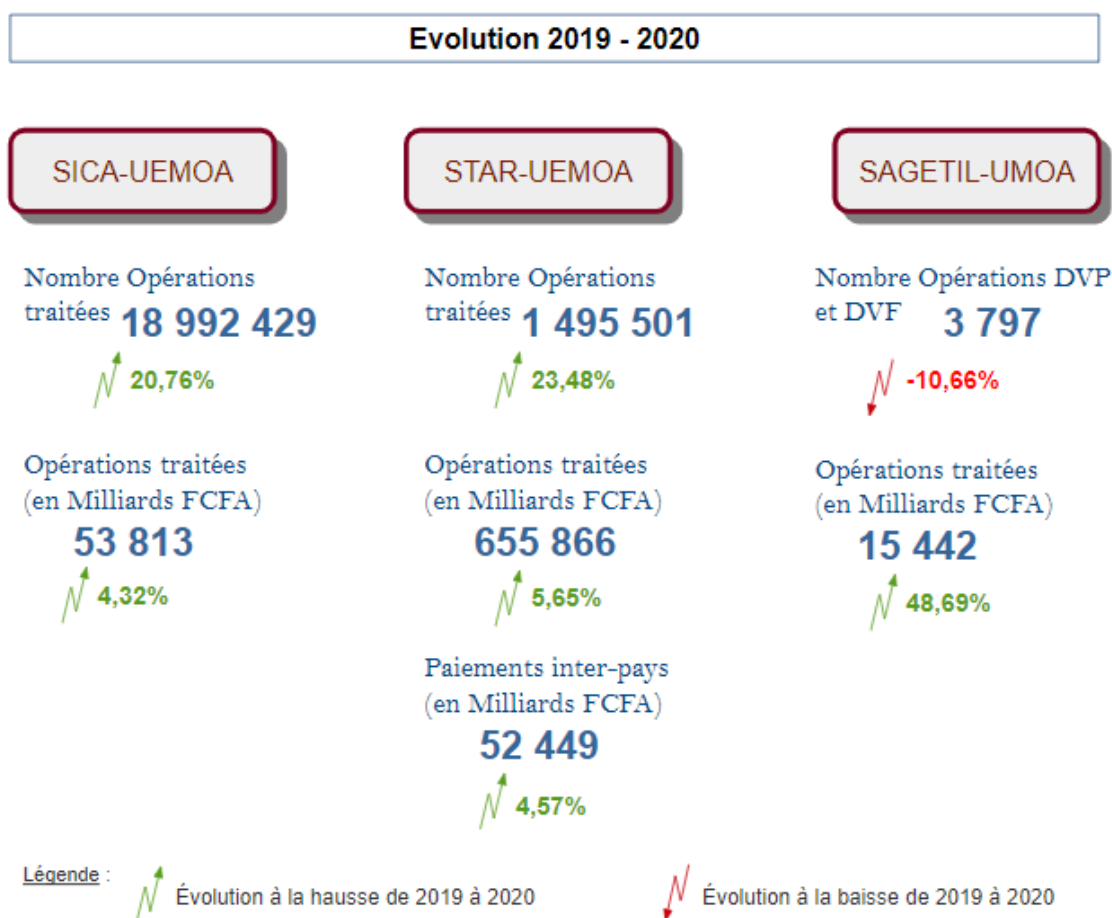 Evolution 2019 - 2020
SICA-UEMOA
Nombre Opérations
traitées 18 992 429
20,76%
Opérations traitées
(en Milliards FCFA)
53 813
4,32%
STAR-UEMOA
Nombre Opérations
traitées 1 495 501
23,48%
Opérations traitées
(en Milliards FCFA)
655 866
5,65%
Paiements inter-pays
(en Milliards FCFA)
52 449
4,57%
SAGETIL-UMOA
Nombre Opérations DVP
et DVF 3 797
-10,66%
Opérations traitées
(en Milliards FCFA)
15 442
48,69%
Légende :
Évolution à la hausse de 2019 à 2020
Évolution à la baisse de 2019 à 2020